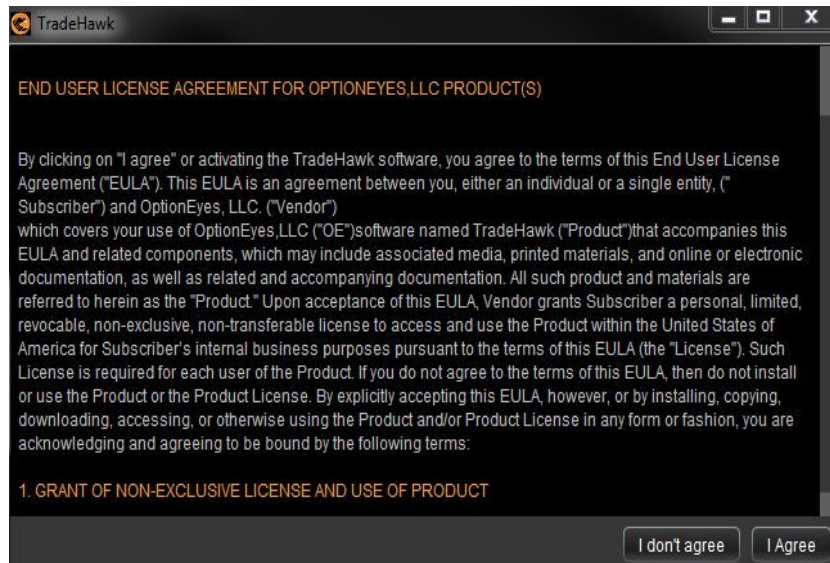 TradeHawk
END USER LICENSE AGREEMENT FOR OPTIONEYES,LLC PRODUCT(S)
By clicking on "I agree" or activating the TradeHawk software, you agree to the terms of this End User License
Agreement ("EULA"). This EULA is an agreement between you, either an individual or a single entity, ("
Subscriber") and OptionEyes, LLC. ("Vendor")
which covers your use of OptionEyes,LLC ("OE")software named TradeHawk ("Product")that accompanies this
EULA and related components, which may include associated media, printed materials, and online or electronic
documentation, as well as related and accompanying documentation. All such product and materials are
referred to herein as the "Product." Upon acceptance of this EULA, Vendor grants Subscriber a personal, limited,
revocable, non-exclusive, non-transferable license to access and use the Product within the United States of
America for Subscriber's internal business purposes pursuant to the terms of this EULA (the "License"). Such
License is required for each user of the Product. If you do not agree to the terms of this EULA, then do not install
or use the Product or the Product License. By explicitly accepting this EULA, however, or by installing, copying,
downloading, accessing, or otherwise using the Product and/or Product License in any form or fashion, you are
acknowledging and agreeing to be bound by the following terms:
1. GRANT OF NON-EXCLUSIVE LICENSE AND USE OF PRODUCT
I don't agree I Agree